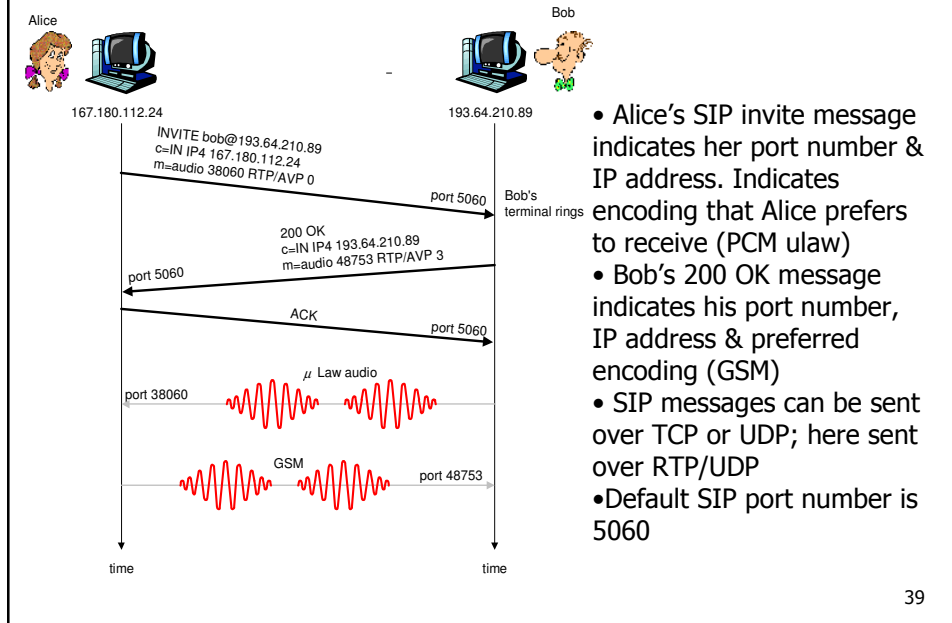 Alice
Bob
167.180.112.24
193.64.210.89
INVITE bob@193.64.210.89
c=IN IP4 167.180.112.24
m=audio 38060 RTP/AVP 0
port 5060
Bob's
terminal rings
200 OK
c=IN IP4 193.64.210.89
m=audio 48753 RTP/AVP 3
port 5060
ACK
port 5060
μ Law audio
port 38060
GSM
port 48753
time
time
• Alice’s SIP invite message
indicates her port number &
IP address. Indicates
encoding that Alice prefers
to receive (PCM ulaw)
• Bob’s 200 OK message
indicates his port number,
IP address & preferred
encoding (GSM)
• SIP messages can be sent
over TCP or UDP; here sent
over RTP/UDP
•Default SIP port number is
5060
39